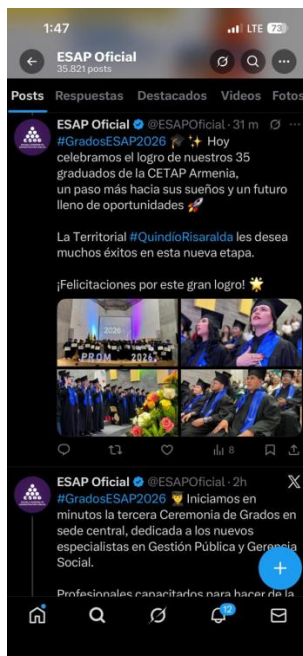 1:47
LTE 73
ESAP Oficial
35.821 posts
Posts Respuestas Destacados Videos Fotos
ESAP Oficial @ESAPOficial · 31 m
#GradosESAP2026 🎓✨ Hoy
celebramos el logro de nuestros 35
graduados de la CETAP Armenia,
un paso más hacia sus sueños y un futuro
lleno de oportunidades 🚀
La Territorial #QuindíoRisaralda les desea
muchos éxitos en esta nueva etapa.
¡Felicitaciones por este gran logro! 🌟
2026
PROM 2026
8
ESAP Oficial @ESAPOficial · 2h
#GradosESAP2026 👨‍🎓 Iniciamos en
minutos la tercera Ceremonia de Grados en
sede central, dedicada a los nuevos
especialistas en Gestión Pública y Gerencia
Social.
Profesionales capacitados para hacer de la
12